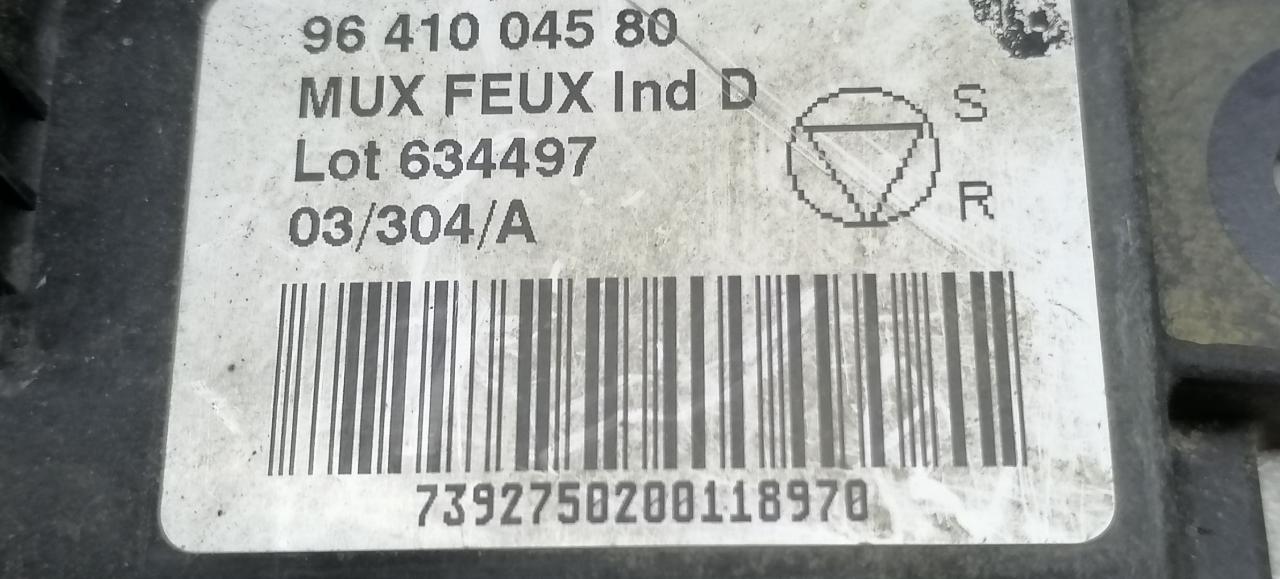 96 410 045 80
MUX FEUX Ind D
Lot 634497
03/304/A
S
R
7392750200118970